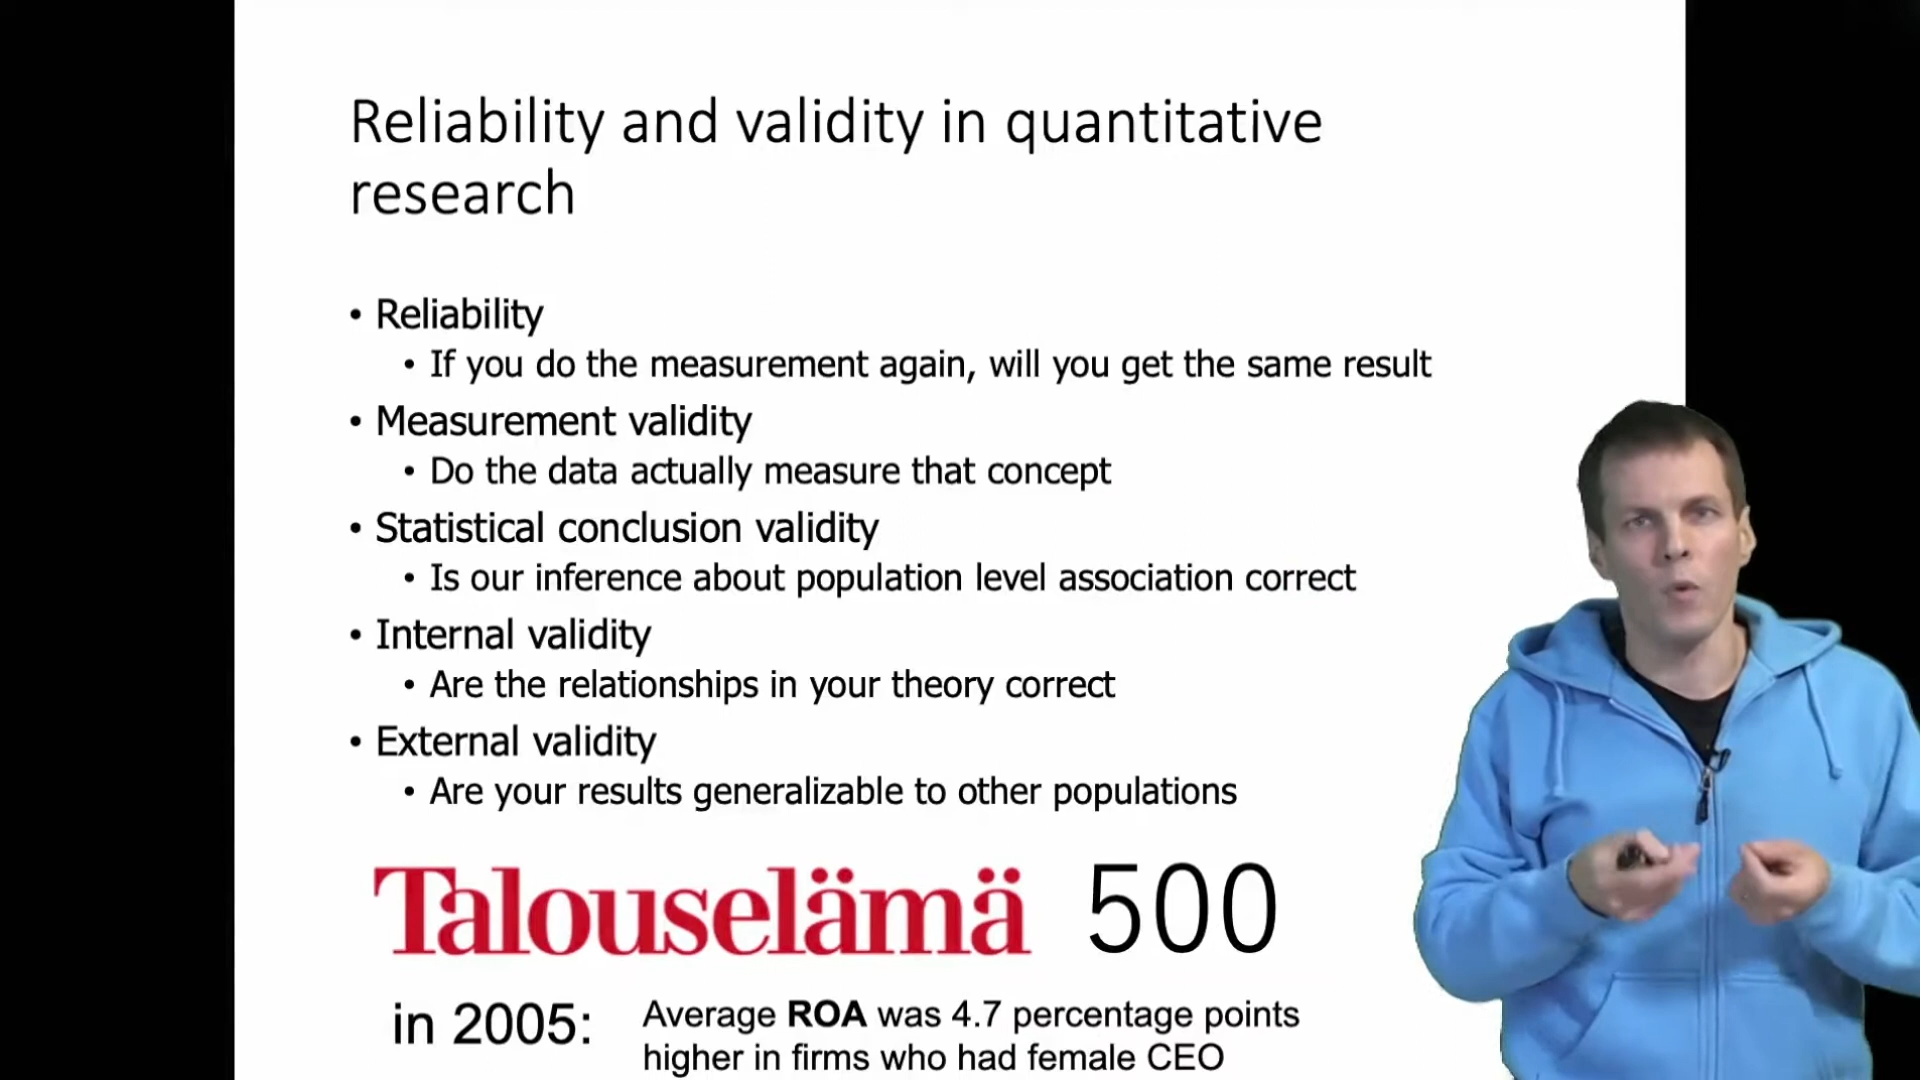 Reliability and validity in quantitative
research
• Reliability
• If you do the measurement again, will you get the same result
• Measurement validity
• Do the data actually measure that concept
• Statistical conclusion validity
• Is our inference about population level association correct
• Internal validity
• Are the relationships in your theory correct
• External validity
• Are your results generalizable to other populations
Talouselämä 500
in 2005: Average ROA was 4.7 percentage points
higher in firms who had female CEO